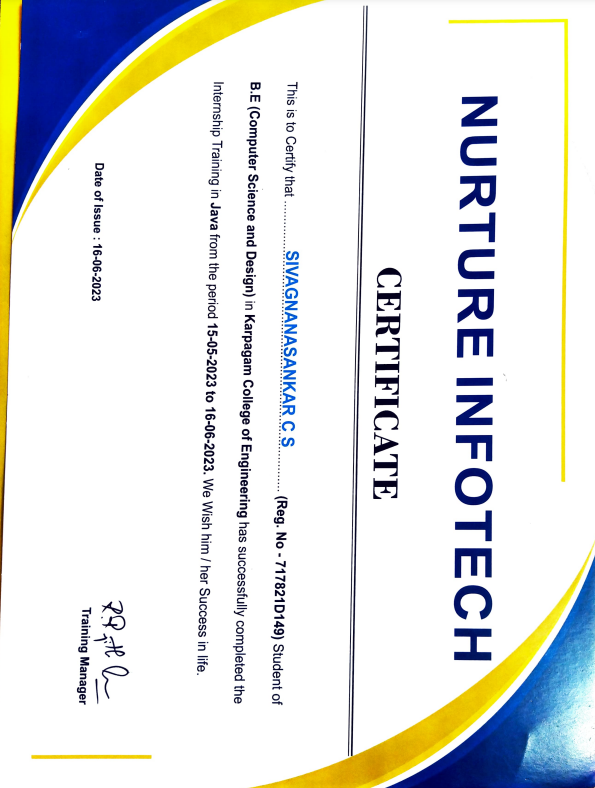 NURTURE INFOTECH
CERTIFICATE
This is to Certify that ..............SIVAGNANASANKAR C S............ (Reg. No - 717821D149) Student of
B.E (Computer Science and Design) in Karpagam College of Engineering has successfully completed the
Internship Training in Java from the period 15-05-2023 to 16-06-2023. We Wish him / her Success in life.
Date of Issue : 16-06-2023
Training Manager